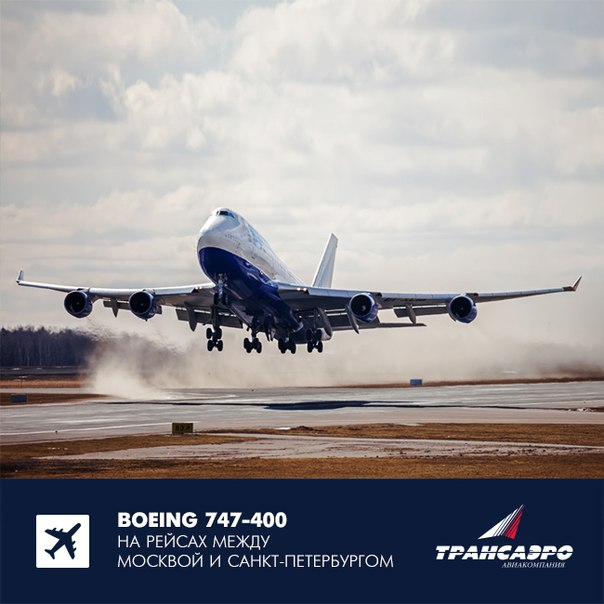 BOEING 747-400
НА РЕЙСАХ МЕЖДУ
МОСКВОЙ И САНКТ-ПЕТЕРБУРГОМ
ТРАНСАЭРО
АВИАКОМПАНИЯ